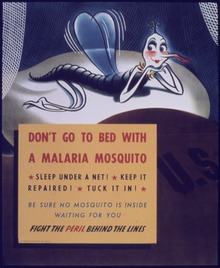 DON'T GO TO BED WITH
A MALARIA MOSQUITO
★ SLEEP UNDER A NET! ★ KEEP IT
REPAIRED! ★ TUCK IT IN! ★
BE SURE NO MOSQUITO IS INSIDE
WAITING FOR YOU
FIGHT THE PERIL BEHIND THE LINES
U.S